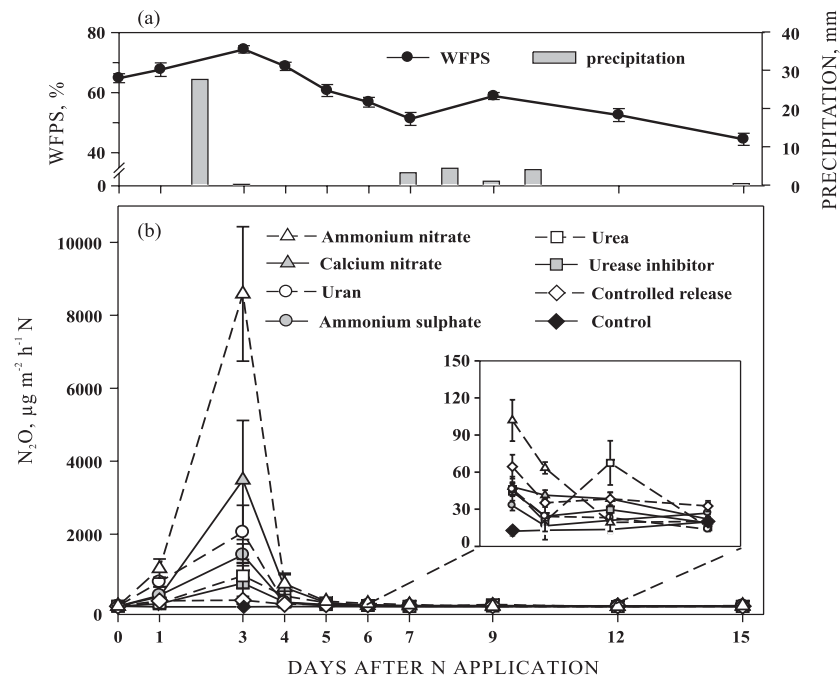 (a)
80
60
40
0
WFPS, %
WFPS
precipitation
40
30
20
10
0
PRECIPITATION, mm
(b)
10000
8000
6000
4000
2000
0
N₂O, µg m⁻² h⁻¹ N
Ammonium nitrate
Calcium nitrate
Uran
Ammonium sulphate
Urea
Urease inhibitor
Controlled release
Control
150
120
90
60
30
0
0 1 3 4 5 6 7 9 12 15
DAYS AFTER N APPLICATION